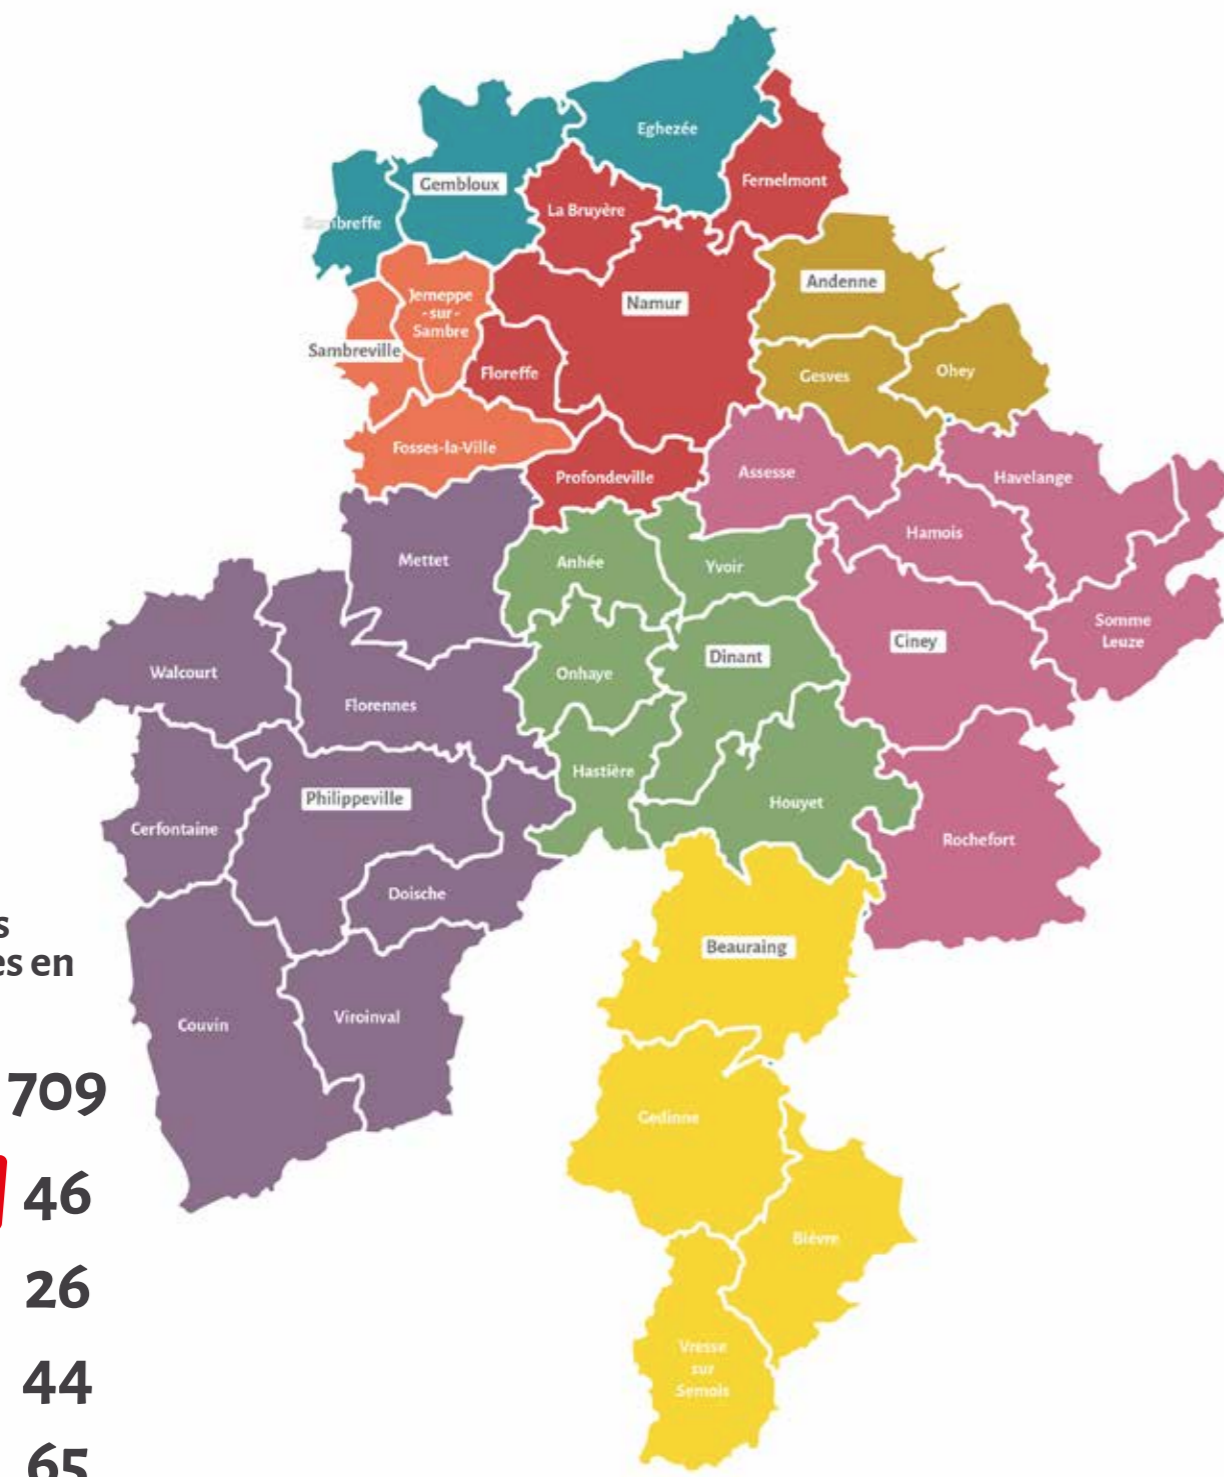 Eghezée
Fernelmont
Gembloux
La Bruyère
Andenne
Jemeppe
-sur-
Sambre
Namur
Sambreville
Floreffe
Gesves
Ohey
Fosses-la-Ville
Profondeville
Assesse
Havelange
Hamois
Mettet
Anhée
Yvoir
Somme
Leuze
Ciney
Dinant
Walcourt
Onhaye
Florennes
Hastière
Philippeville
Houyet
Cerfontaine
Rochefort
Doische
s
es en
Beauraing
Couvin
Viroinval
709
Gedinne
46
Bièvre
26
Vresse
sur
Semois
44
65